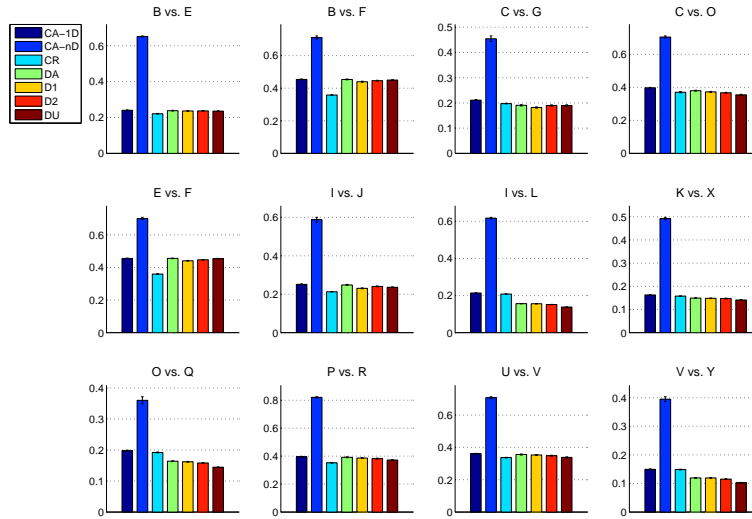 B vs. E
B vs. F
C vs. G
C vs. O
CA-1D
CA-nD
CR
DA
D1
D2
DU
0.6
0.4
0.2
0
0.6
0.4
0.2
0
0.5
0.4
0.3
0.2
0.1
0
0.6
0.4
0.2
0
E vs. F
I vs. J
I vs. L
K vs. X
0.6
0.4
0.2
0
0.6
0.4
0.2
0
0.6
0.4
0.2
0
0.5
0.4
0.3
0.2
0.1
0
O vs. Q
P vs. R
U vs. V
V vs. Y
0.4
0.3
0.2
0.1
0
0.8
0.6
0.4
0.2
0
0.6
0.4
0.2
0
0.4
0.3
0.2
0.1
0